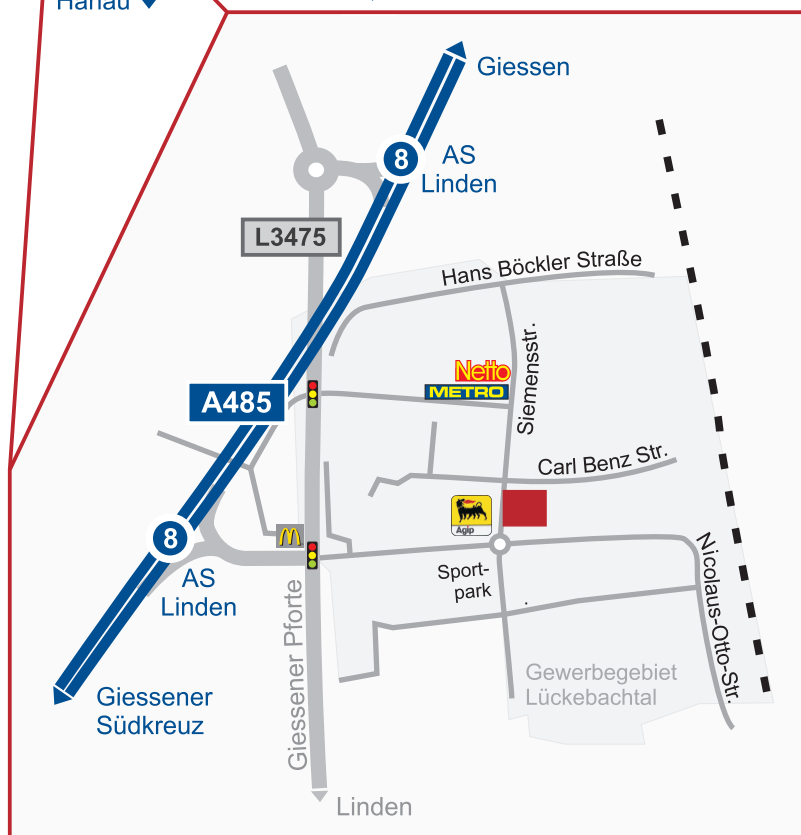 Hanau
Giessen
8
AS
Linden
L3475
Hans Böckler Straße
Siemensstr.
Netto
METRO
A485
Carl Benz Str.
Agip
8
AS
Linden
Sport-
park
Nicolaus-Otto-Str.
Giessener Pforte
Gewerbegebiet
Lückebachtal
Giessener
Südkreuz
Linden